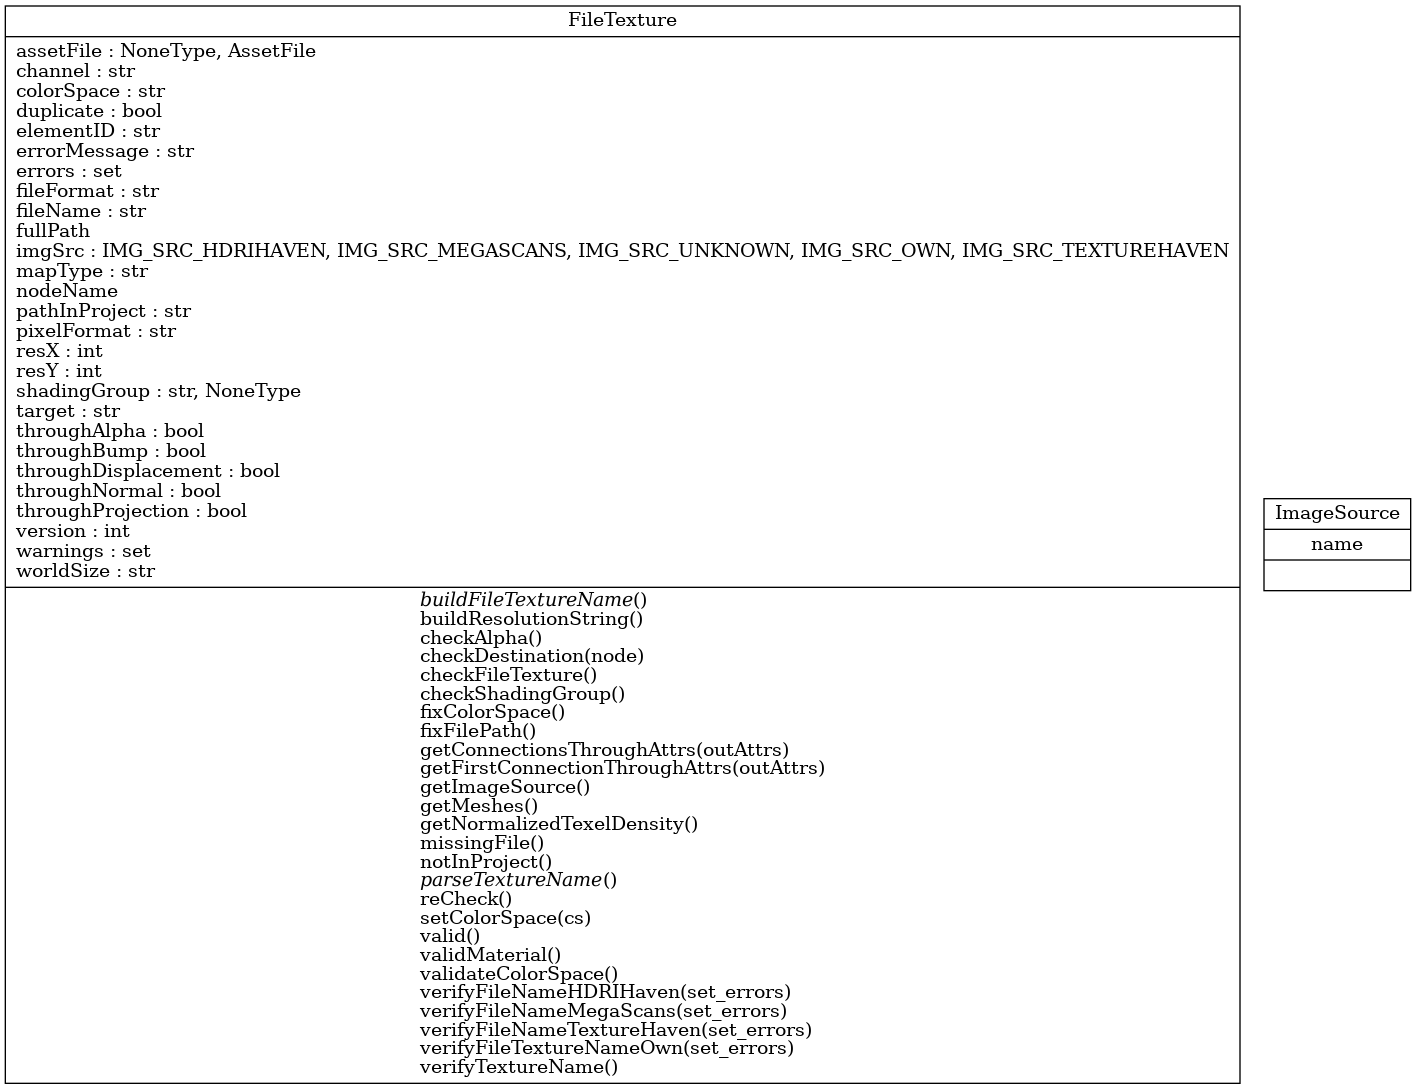 FileTexture
assetFile : NoneType, AssetFile
channel : str
colorSpace : str
duplicate : bool
elementID : str
errorMessage : str
errors : set
fileFormat : str
fileName : str
fullPath
imgSrc : IMG_SRC_HDRIHAVEN, IMG_SRC_MEGASCANS, IMG_SRC_UNKNOWN, IMG_SRC_OWN, IMG_SRC_TEXTUREHAVEN
mapType : str
nodeName
pathInProject : str
pixelFormat : str
resX : int
resY : int
shadingGroup : str, NoneType
target : str
throughAlpha : bool
throughBump : bool
throughDisplacement : bool
throughNormal : bool
throughProjection : bool
version : int
warnings : set
worldSize : str
buildFileTextureName()
buildResolutionString()
checkAlpha()
checkDestination(node)
checkFileTexture()
checkShadingGroup()
fixColorSpace()
fixFilePath()
getConnectionsThroughAttrs(outAttrs)
getFirstConnectionThroughAttrs(outAttrs)
getImageSource()
getMeshes()
getNormalizedTexelDensity()
missingFile()
notInProject()
parseTextureName()
reCheck()
setColorSpace(cs)
valid()
validMaterial()
validateColorSpace()
verifyFileNameHDRIHaven(set_errors)
verifyFileNameMegaScans(set_errors)
verifyFileNameTextureHaven(set_errors)
verifyFileTextureNameOwn(set_errors)
verifyTextureName()
ImageSource
name